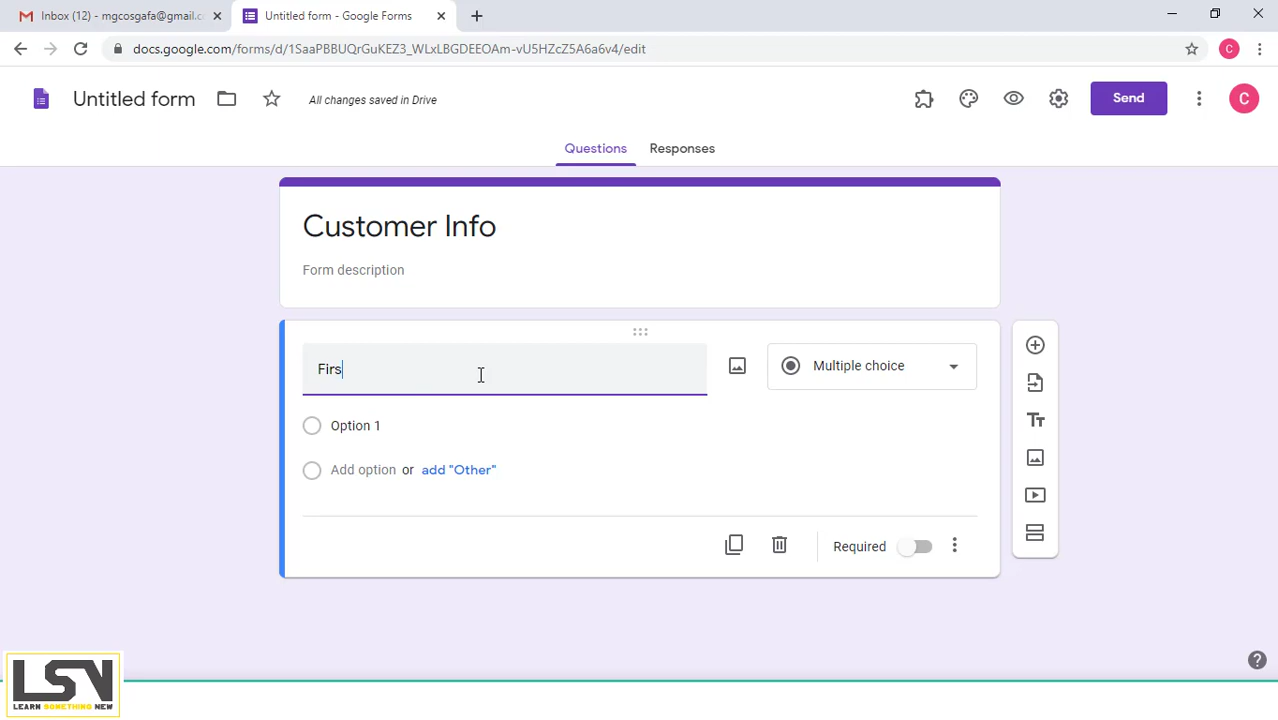 Inbox (12) - mgcosgafa@gmail.c
Untitled form - Google Forms
docs.google.com/forms/d/1SaaPBBUQrGuKEZ3_WLxLBGDEEOAm-vU5HZcZ5A6a6v4/edit
C
Untitled form
All changes saved in Drive
Send
C
Questions
Responses
Customer Info
Form description
Firs
Multiple choice
Option 1
Add option or add "Other"
Required
LSN
LEARN SOMETHING NEW